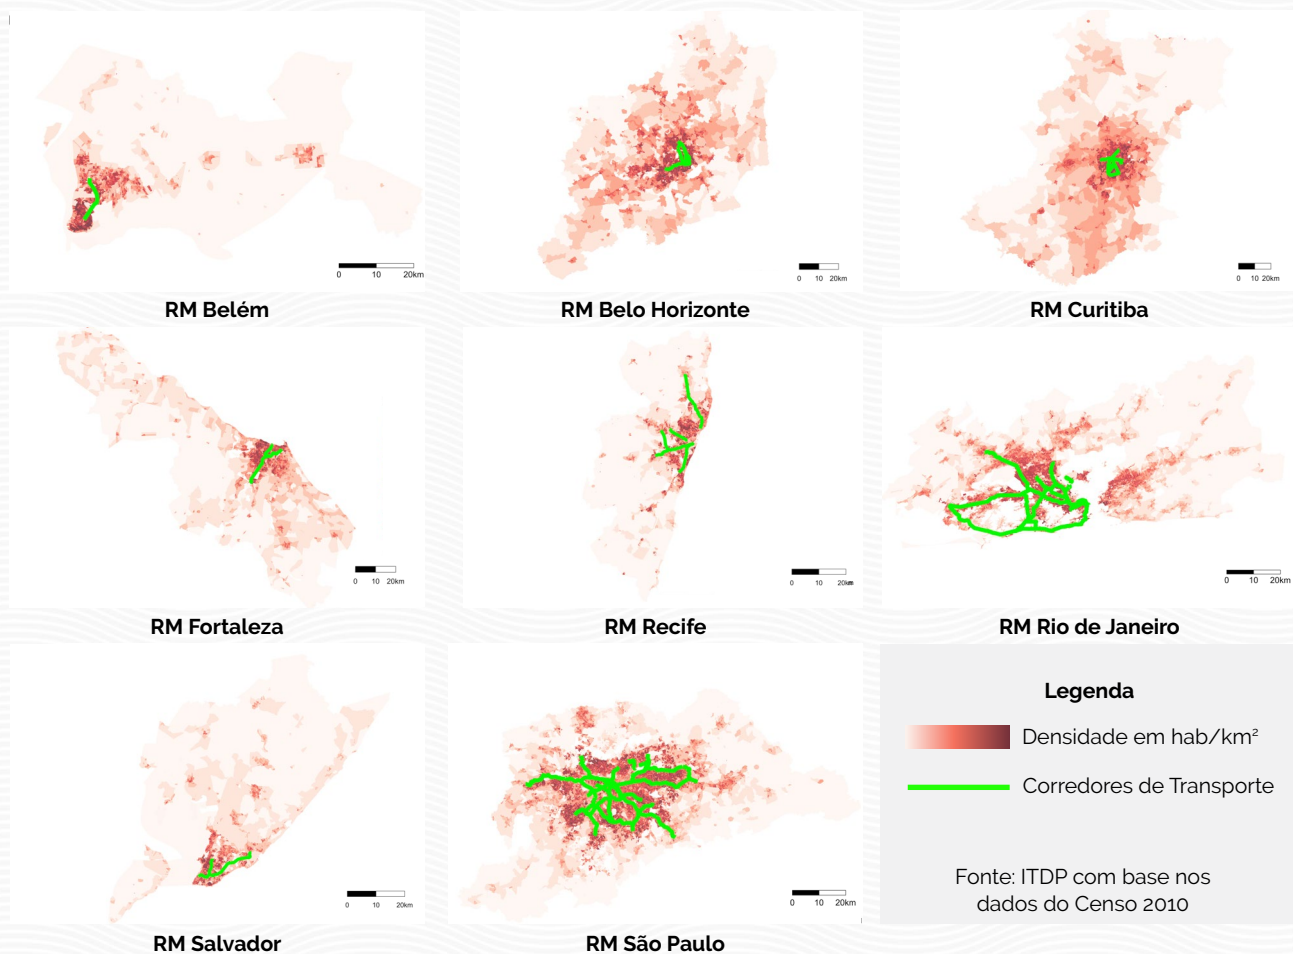 0 10 20km
RM Belém
0 10 20km
RM Belo Horizonte
0 10 20km
RM Curitiba
0 10 20km
RM Fortaleza
0 10 20km
RM Recife
0 10 20km
RM Rio de Janeiro
0 10 20km
RM Salvador
0 10 20km
RM São Paulo
Legenda
Densidade em hab/km²
Corredores de Transporte
Fonte: ITDP com base nos
dados do Censo 2010